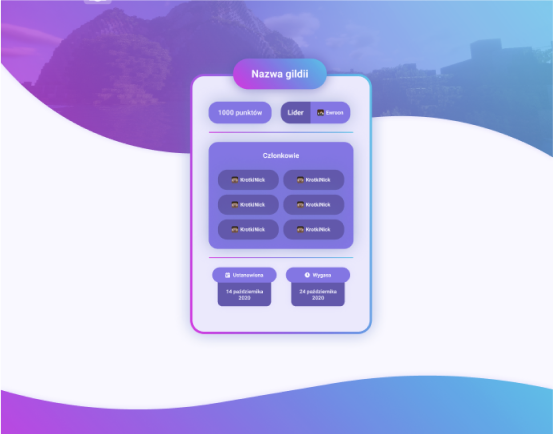 Nazwa gildii
1000 punktów
Lider
Ewron
Członkowie
KrotkiNick
KrotkiNick
KrotkiNick
KrotkiNick
KrotkiNick
KrotkiNick
Ustanowiona
Wygasa
14 października
2020
24 października
2020